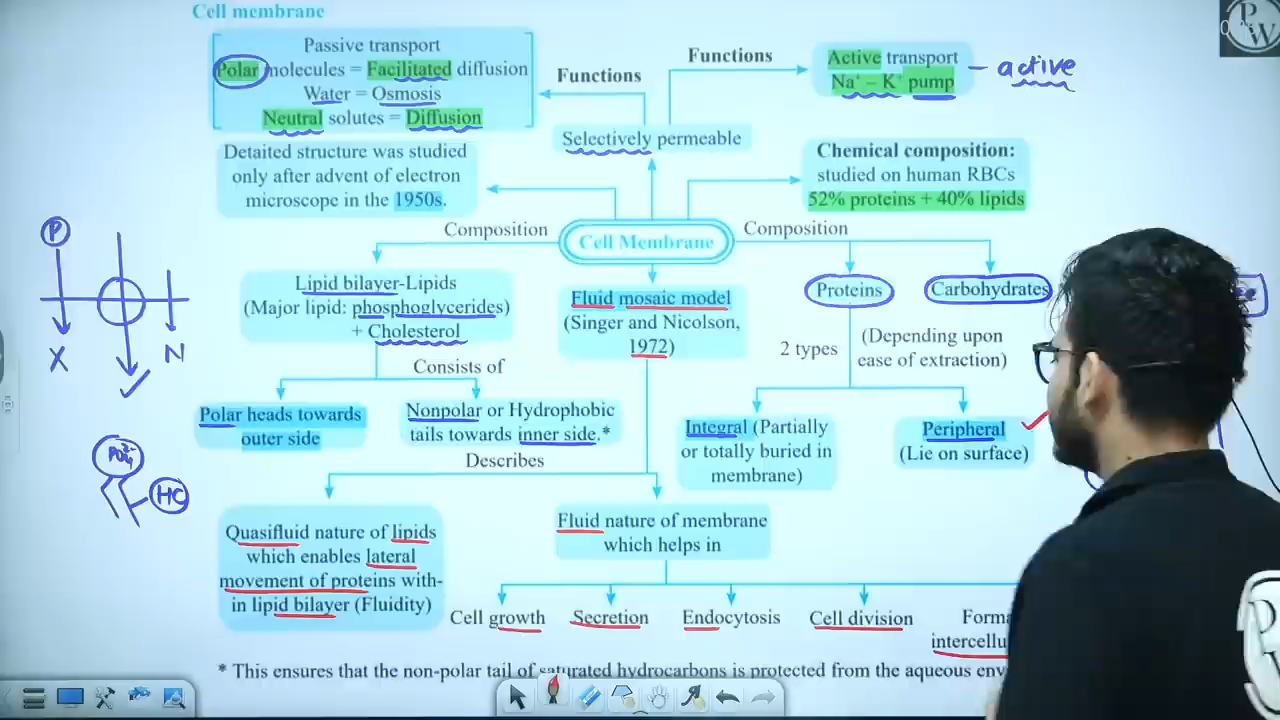 Cell membrane
Passive transport
Polar molecules = Facilitated diffusion
Water = Osmosis
Neutral solutes = Diffusion
Functions
Functions
Active transport
Na⁺ – K⁺ pump
– active
Selectively permeable
Detaited structure was studied
only after advent of electron
microscope in the 1950s.
Chemical composition:
studied on human RBCs
52% proteins + 40% lipids
Composition
Cell Membrane
Composition
P
X
N
Lipid bilayer-Lipids
(Major lipid: phosphoglycerides)
+ Cholesterol
Fluid mosaic model
(Singer and Nicolson,
1972)
Proteins
Carbohydrates
2 types
(Depending upon
ease of extraction)
Consists of
Polar heads towards
outer side
Nonpolar or Hydrophobic
tails towards inner side.*
Integral (Partially
or totally buried in
membrane)
Peripheral
(Lie on surface)
HC
Describes
Quasifluid nature of lipids
which enables lateral
movement of proteins with-
in lipid bilayer (Fluidity)
Fluid nature of membrane
which helps in
Cell growth
Secretion
Endocytosis
Cell division
Forma
intercellu
* This ensures that the non-polar tail of saturated hydrocarbons is protected from the aqueous env
PW